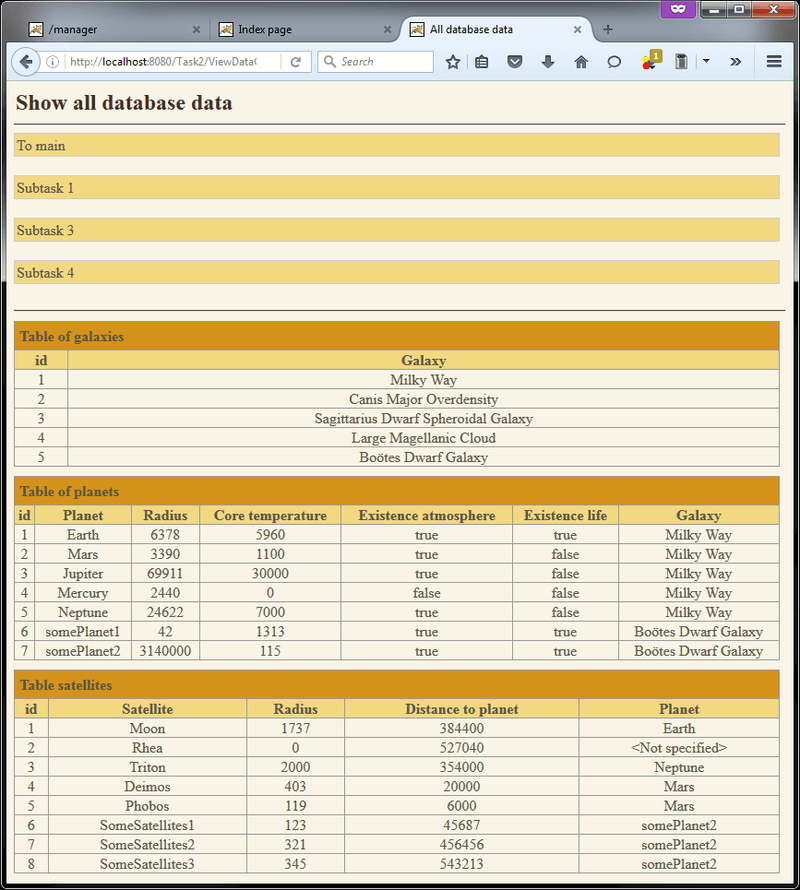 /manager Index page All database data
http://localhost:8080/Task2/ViewData Search 1
Show all database data
To main
Subtask 1
Subtask 3
Subtask 4
Table of galaxies
id Galaxy
1 Milky Way
2 Canis Major Overdensity
3 Sagittarius Dwarf Spheroidal Galaxy
4 Large Magellanic Cloud
5 Boötes Dwarf Galaxy
Table of planets
id Planet Radius Core temperature Existence atmosphere Existence life Galaxy
1 Earth 6378 5960 true true Milky Way
2 Mars 3390 1100 true false Milky Way
3 Jupiter 69911 30000 true false Milky Way
4 Mercury 2440 0 false false Milky Way
5 Neptune 24622 7000 true false Milky Way
6 somePlanet1 42 1313 true true Boötes Dwarf Galaxy
7 somePlanet2 3140000 115 true true Boötes Dwarf Galaxy
Table satellites
id Satellite Radius Distance to planet Planet
1 Moon 1737 384400 Earth
2 Rhea 0 527040 <Not specified>
3 Triton 2000 354000 Neptune
4 Deimos 403 20000 Mars
5 Phobos 119 6000 Mars
6 SomeSatellites1 123 45687 somePlanet2
7 SomeSatellites2 321 456456 somePlanet2
8 SomeSatellites3 345 543213 somePlanet2